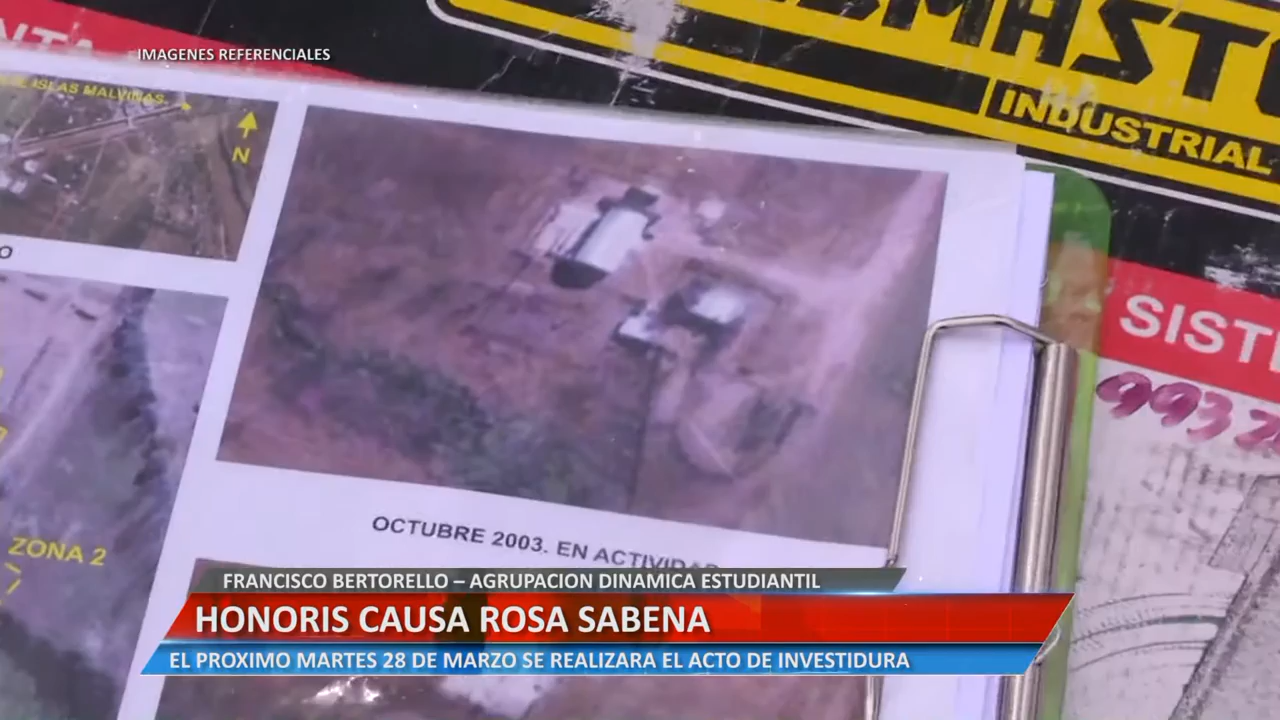 IMAGENES REFERENCIALES
INDUSTRIAL
ISLAS MALVINAS
N
SIST
ZONA 2
OCTUBRE 2003. EN ACTIVIDAD
FRANCISCO BERTORELLO – AGRUPACION DINAMICA ESTUDIANTIL
HONORIS CAUSA ROSA SABENA
EL PROXIMO MARTES 28 DE MARZO SE REALIZARA EL ACTO DE INVESTIDURA